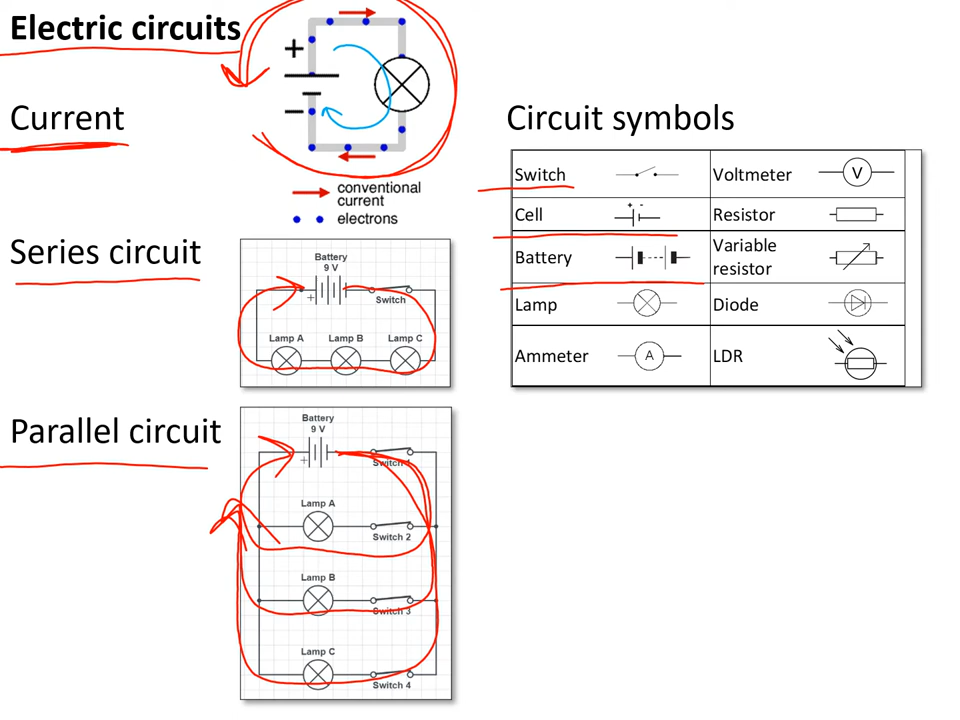 Electric circuits
+
−
conventional
current
electrons
Current
Series circuit
Battery
9 V
+
Switch
Lamp A Lamp B Lamp C
Parallel circuit
Battery
9 V
+
Switch 1
Lamp A
Switch 2
Lamp B
Switch 3
Lamp C
Switch 4
Circuit symbols
Switch Voltmeter V
Cell + - Resistor
Battery Variable
resistor
Lamp Diode
Ammeter A LDR